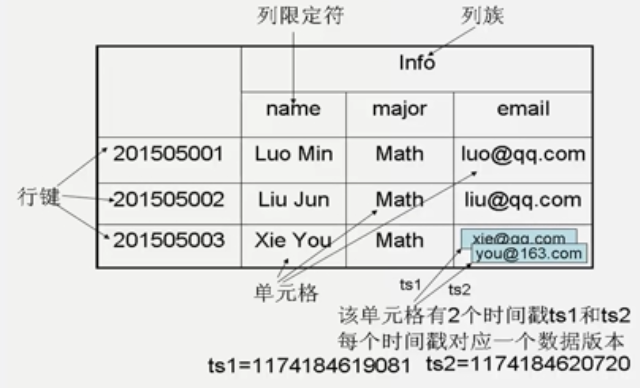 列限定符 列族
Info
name major email
201505001 Luo Min Math luo@qq.com
行键
201505002 Liu Jun Math liu@qq.com
201505003 Xie You Math xie@qq.com
you@163.com
单元格 ts1 ts2
该单元格有2个时间戳ts1和ts2
每个时间戳对应一个数据版本
ts1=1174184619081 ts2=1174184620720